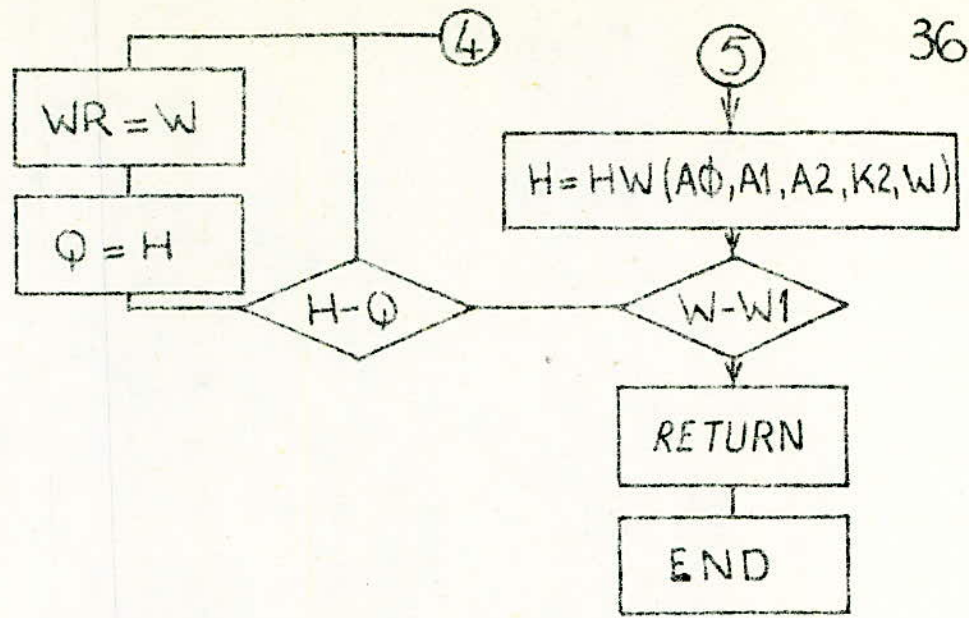 36
4
5
WR = W
Q = H
H = HW(AΦ,A1,A2,K2,W)
H-Q
W-W1
RETURN
END